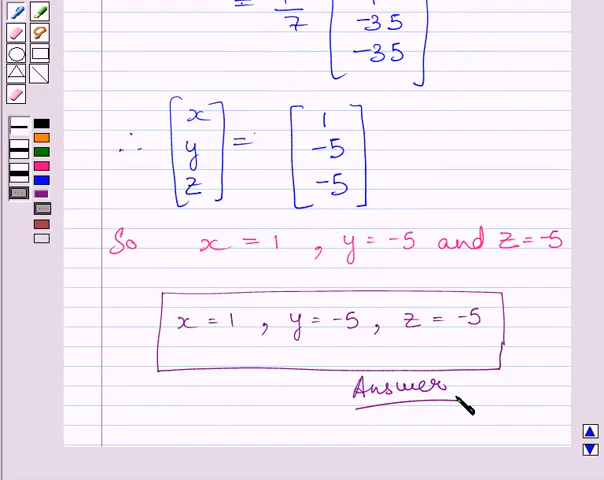 = 1/7 [ -35
-35 ]
∴ [ x y z ] = [ 1 -5 -5 ]
So x = 1 , y = -5 and z = -5
x = 1 , y = -5 , z = -5
Answer